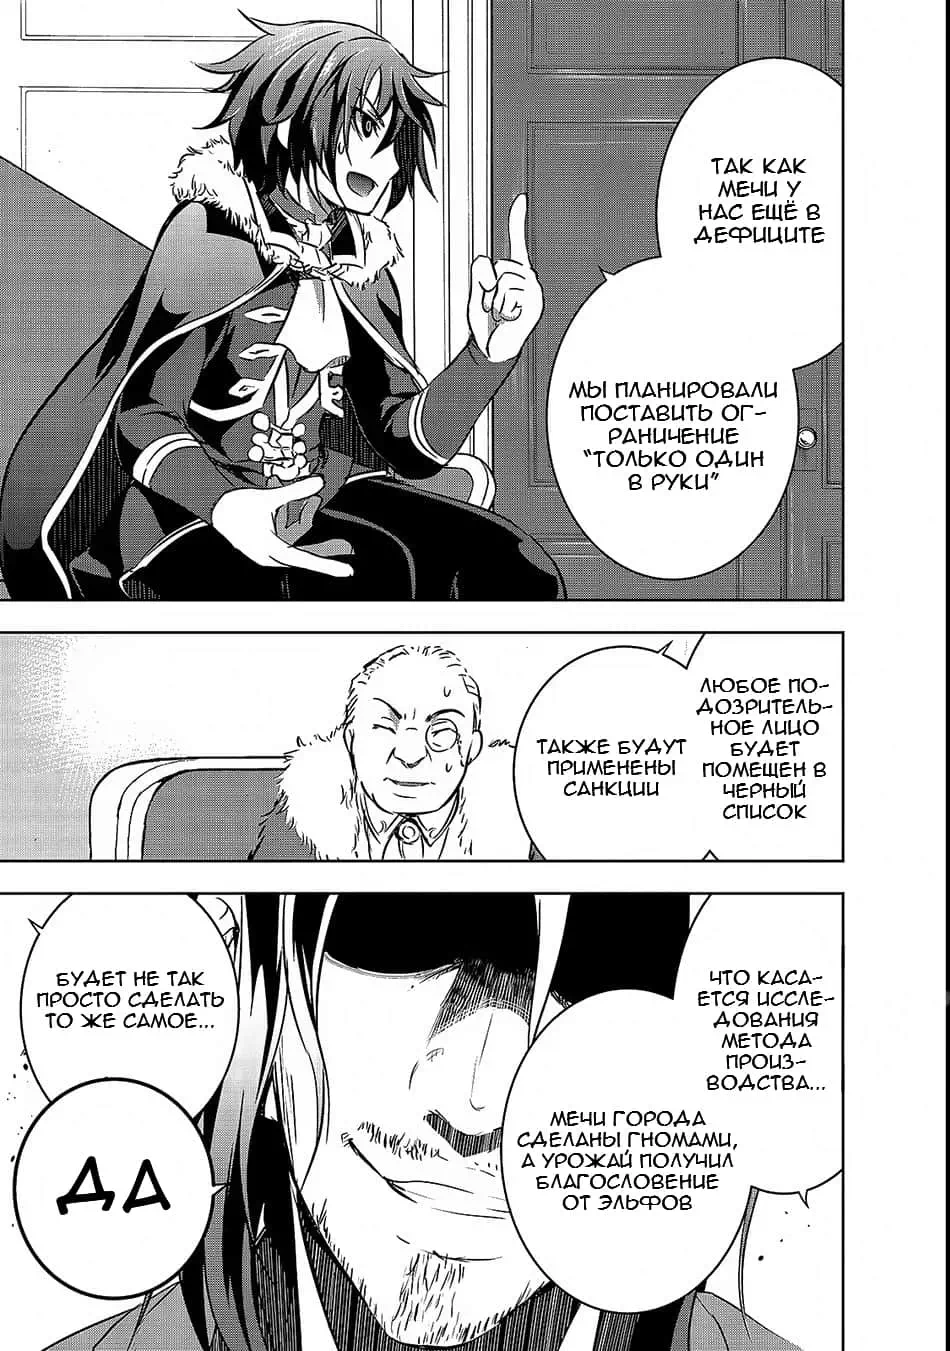 ТАК КАК
МЕЧИ У
НАС ЕЩЁ В
ДЕФИЦИТЕ
МЫ ПЛАНИРОВАЛИ
ПОСТАВИТЬ ОГ-
РАНИЧЕНИЕ
"ТОЛЬКО ОДИН
В РУКИ"
ЛЮБОЕ ПО-
ДОЗРИТЕЛЬ-
НОЕ ЛИЦО
БУДЕТ
ПОМЕЩЕН В
ЧЕРНЫЙ
СПИСОК
ТАКЖЕ БУДУТ
ПРИМЕНЕНЫ
САНКЦИИ
ЧТО КАСА-
ЕТСЯ ИССЛЕ-
ДОВАНИЯ
МЕТОДА
ПРОИЗ-
ВОДСТВА...
МЕЧИ ГОРОДА
СДЕЛАНЫ ГНОМАМИ,
А УРОЖАЙ ПОЛУЧИЛ
БЛАГОСЛОВЕНИЕ
ОТ ЭЛЬФОВ
БУДЕТ НЕ ТАК
ПРОСТО СДЕЛАТЬ
ТО ЖЕ САМОЕ...
ДА